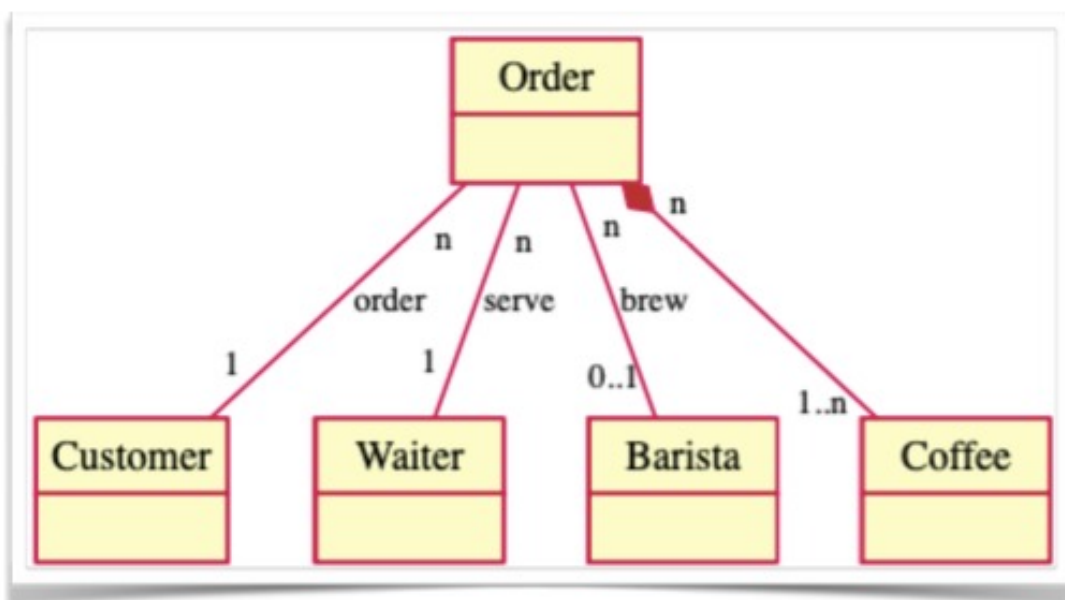 Order
n
n
n
n
order
serve
brew
1
1
0..1
1..n
Customer
Waiter
Barista
Coffee